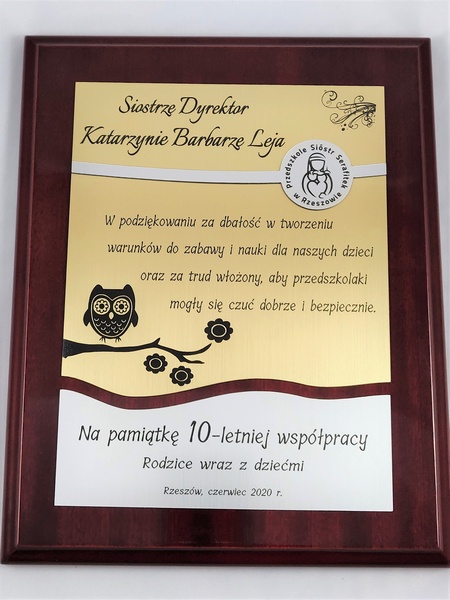 Siostrze Dyrektor
Katarzynie Barbarze Leja
Przedszkole Sióstr Serafitek
w Rzeszowie
W podziękowaniu za dbałość w tworzeniu
warunków do zabawy i nauki dla naszych dzieci
oraz za trud włożony, aby przedszkolaki
mogły się czuć dobrze i bezpiecznie.
Na pamiątkę 10-letniej współpracy
Rodzice wraz z dziećmi
Rzeszów, czerwiec 2020 r.